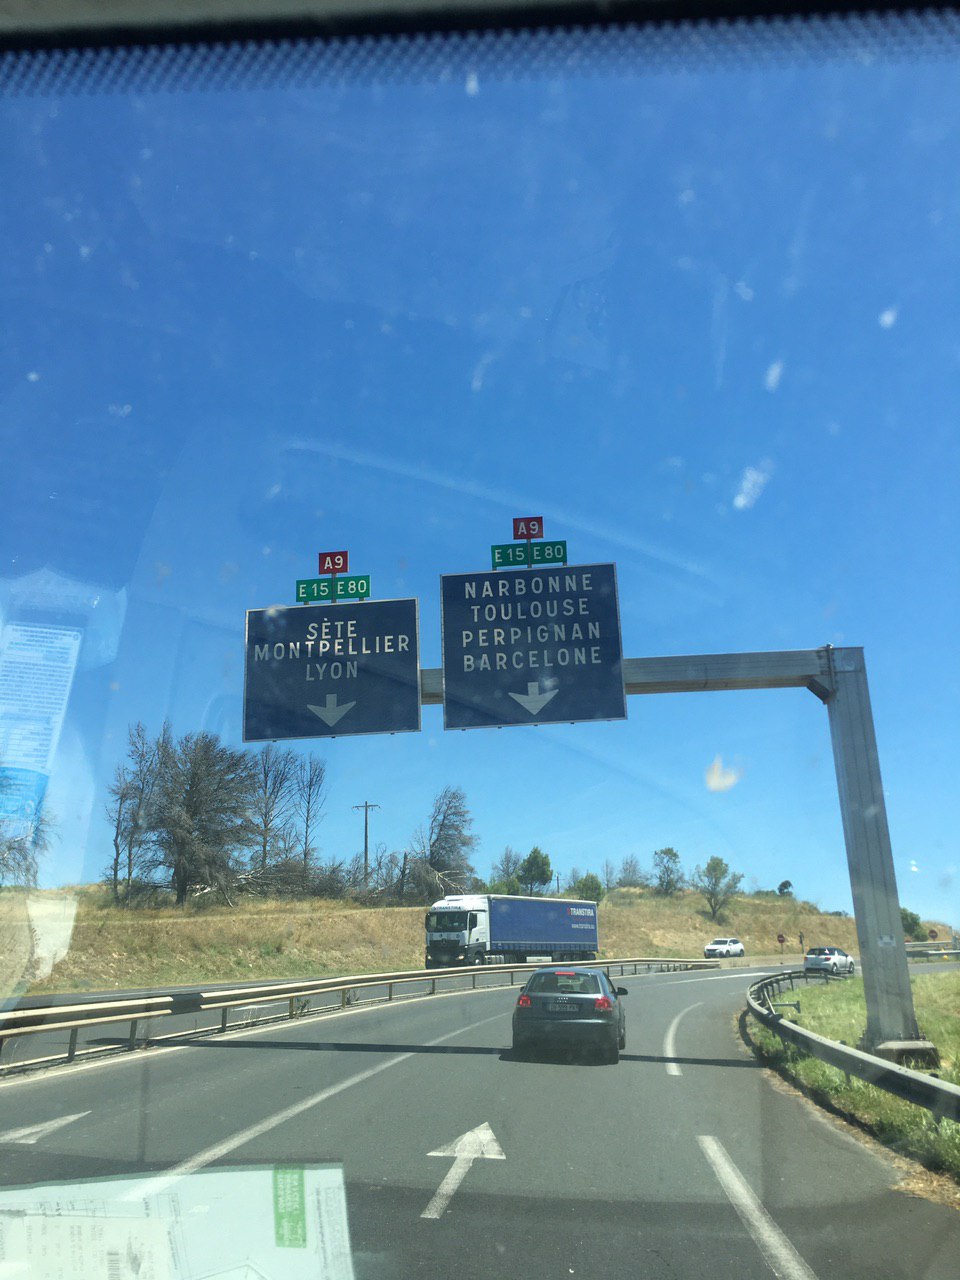 A9
E 15 E 80
SÈTE
MONTPELLIER
LYON
A9
E 15 E 80
NARBONNE
TOULOUSE
PERPIGNAN
BARCELONE
TRANSTIRA